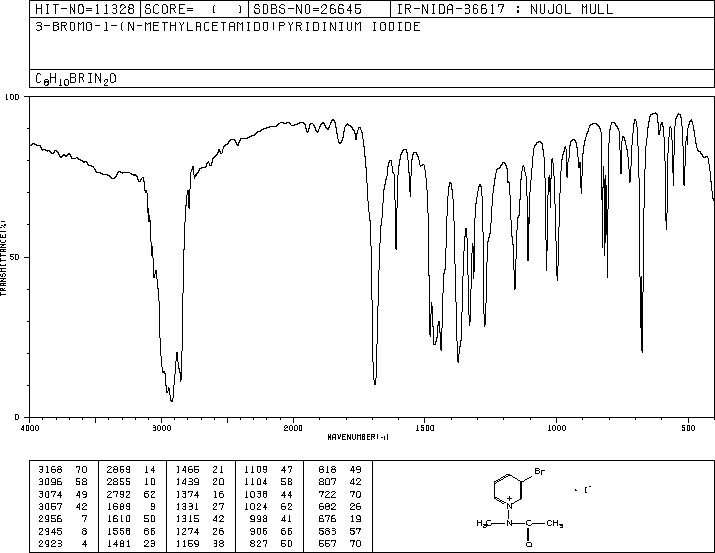 HIT-NO=11328 SCORE= ( ) SDBS-NO=26645 IR-NIDA-36617 : NUJOL MULL
3-BROMO-1-(N-METHYLACETAMIDO)PYRIDINIUM IODIDE
C8H10BRIN2O
100
50
0
TRANSMITTANCE(%)
4000 3000 2000 1500 1000 500
WAVENUMBER(-1)
3168 70 2869 14 1466 21 1109 47 818 49
3096 58 2855 10 1439 20 1104 58 807 42
3074 49 2792 62 1374 16 1038 44 722 70
3057 42 1689 9 1331 27 1024 62 682 26
2956 7 1610 50 1315 42 998 41 676 19
2945 6 1558 66 1274 26 906 66 583 57
2923 4 1481 23 1159 38 827 50 557 70
Br
N
+
· I-
H3C N C CH3
O